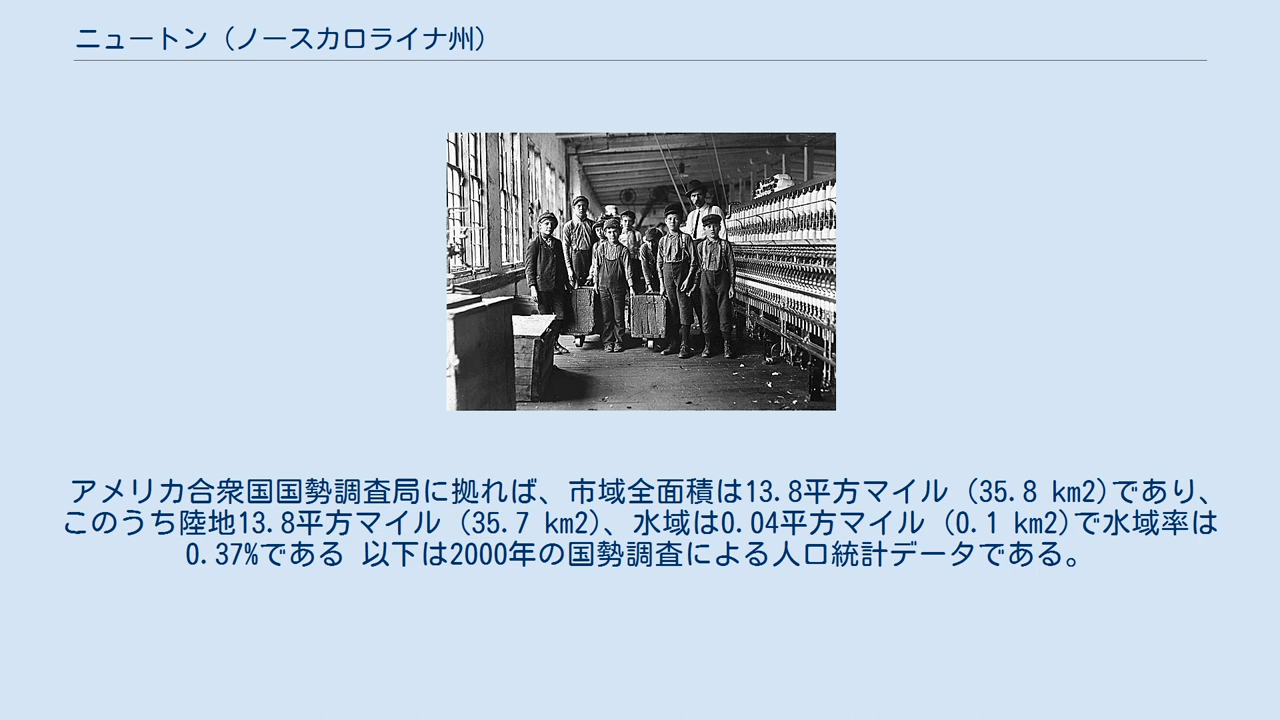 ニュートン（ノースカロライナ州）
アメリカ合衆国国勢調査局に拠れば、市域全面積は13.8平方マイル (35.8 km2)であり、
このうち陸地13.8平方マイル (35.7 km2)、水域は0.04平方マイル (0.1 km2)で水域率は
0.37%である 以下は2000年の国勢調査による人口統計データである。